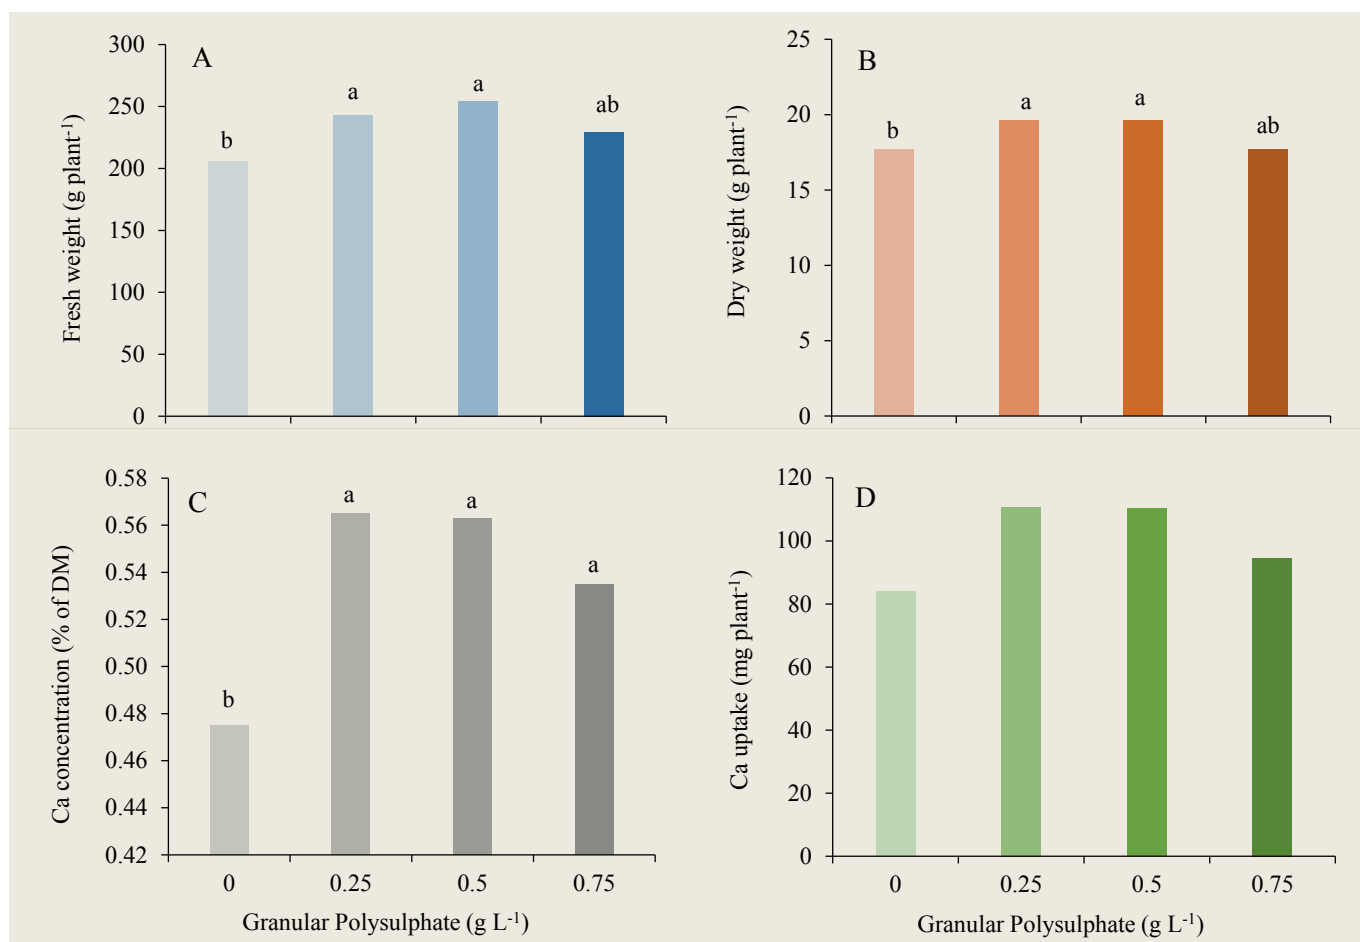 A
Fresh weight (g plant⁻¹)
300
250
200
150
100
50
0
b
a
a
ab
B
Dry weight (g plant⁻¹)
25
20
15
10
5
0
b
a
a
ab
C
Ca concentration (% of DM)
0.58
0.56
0.54
0.52
0.50
0.48
0.46
0.44
0.42
b
a
a
a
0 0.25 0.5 0.75
Granular Polysulphate (g L⁻¹)
D
Ca uptake (mg plant⁻¹)
120
100
80
60
40
20
0
0 0.25 0.5 0.75
Granular Polysulphate (g L⁻¹)